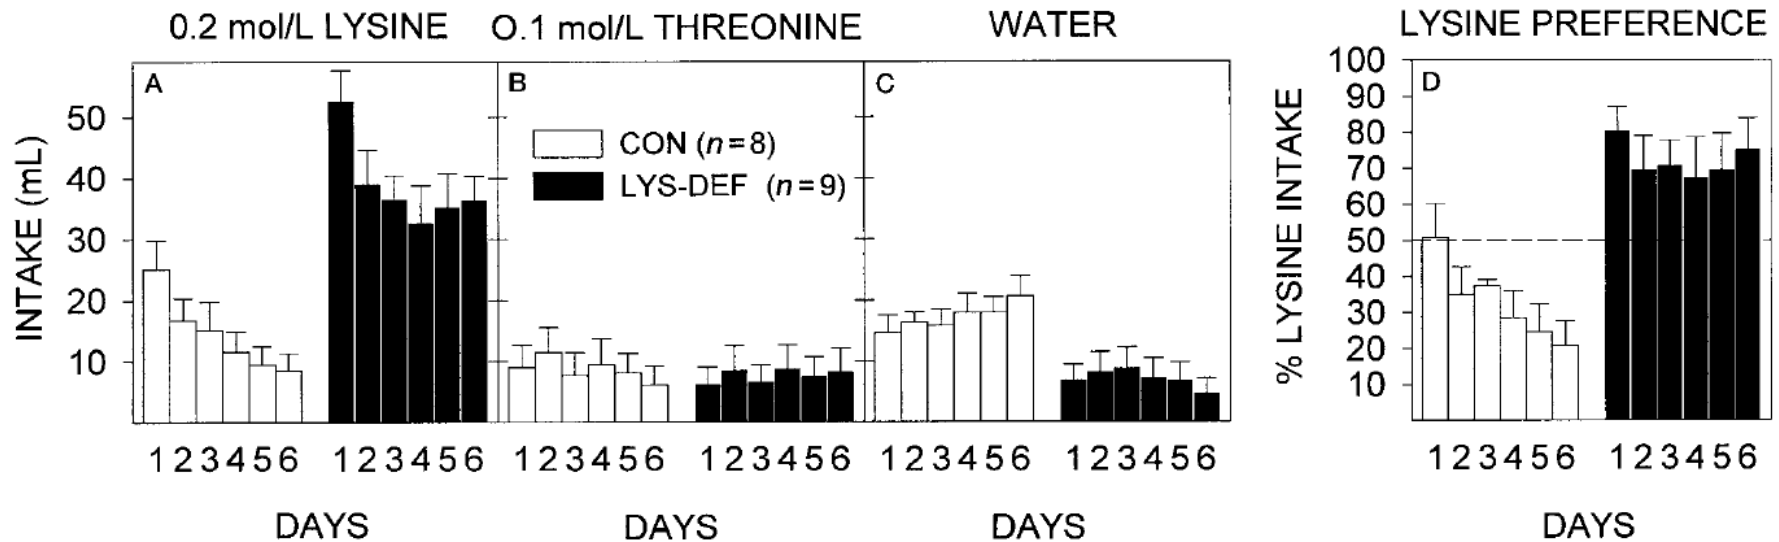 0.2 mol/L LYSINE
O.1 mol/L THREONINE
WATER
LYSINE PREFERENCE
INTAKE (mL)
50
40
30
20
10
A
B
C
CON (n=8)
LYS-DEF (n=9)
% LYSINE INTAKE
100
90
80
70
60
50
40
30
20
10
D
1 2 3 4 5 6
1 2 3 4 5 6
1 2 3 4 5 6
1 2 3 4 5 6
1 2 3 4 5 6
1 2 3 4 5 6
1 2 3 4 5 6
1 2 3 4 5 6
DAYS
DAYS
DAYS
DAYS